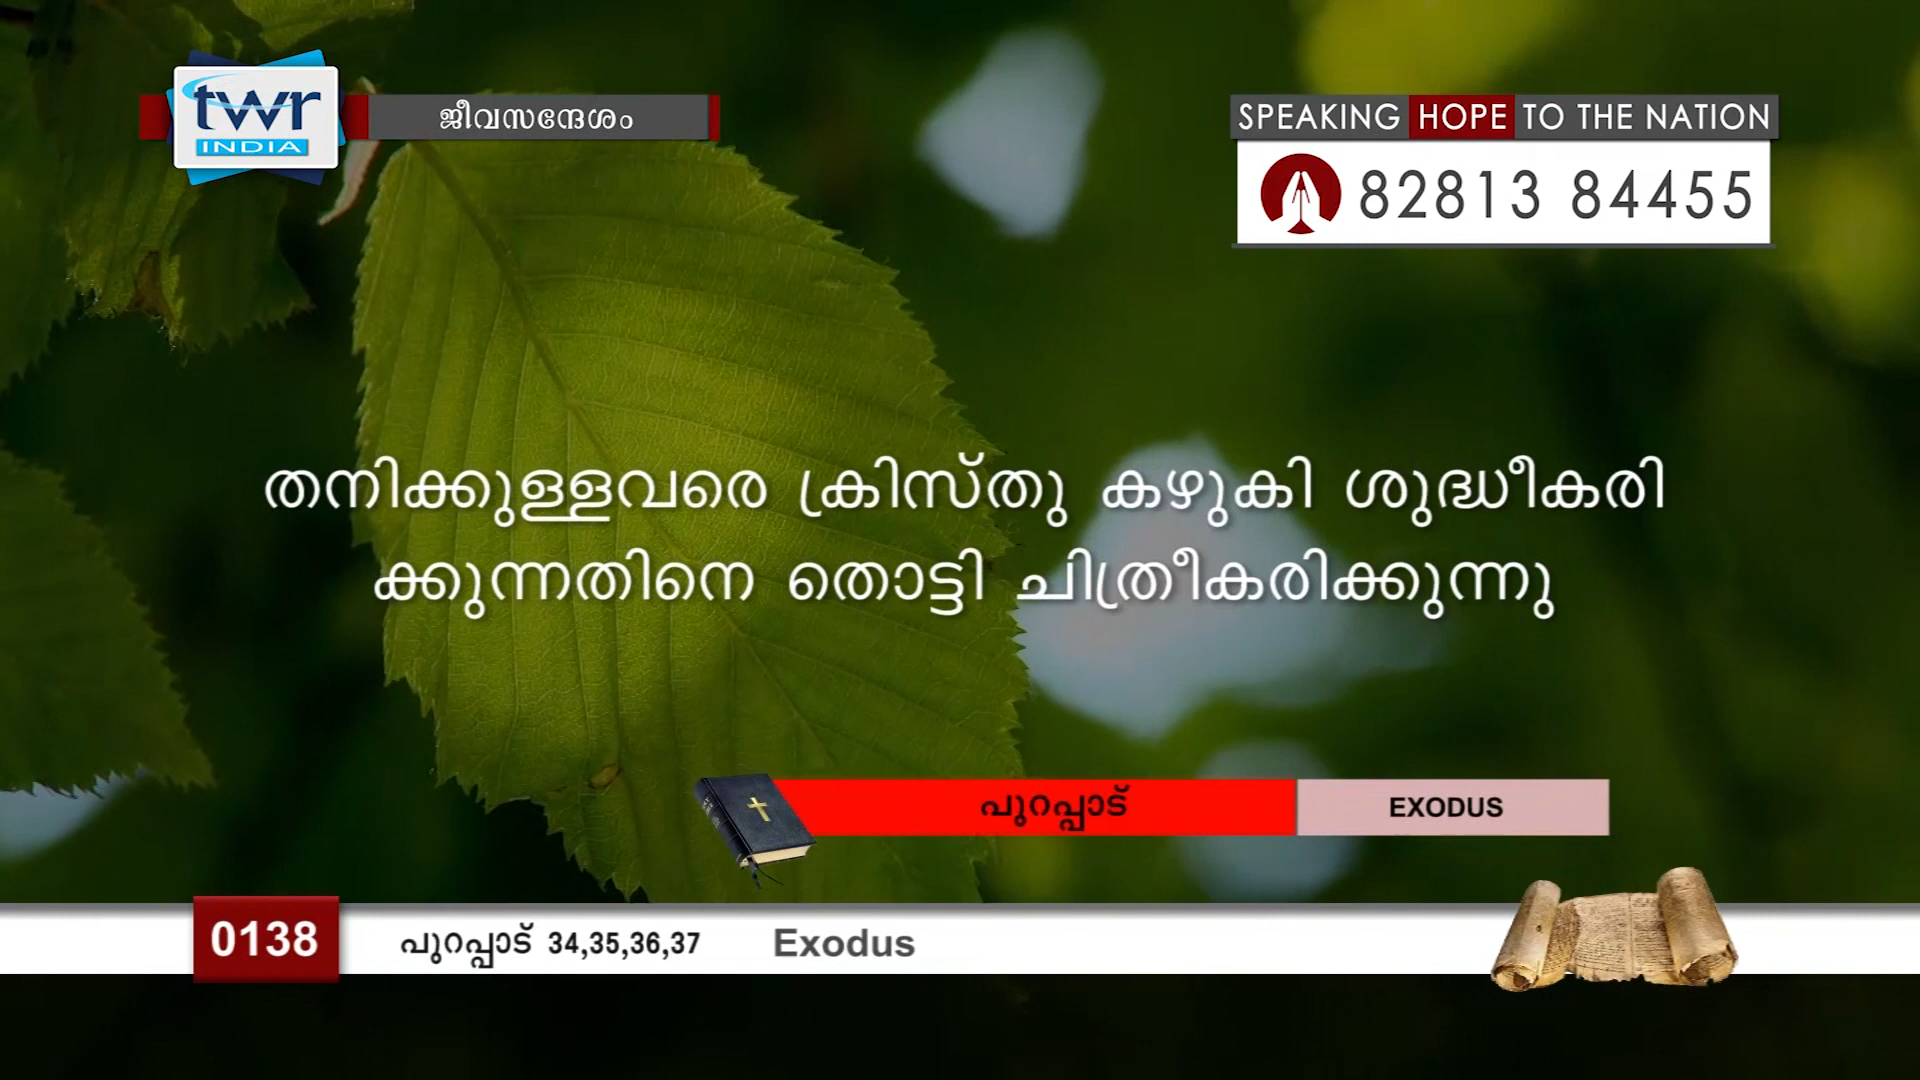 twr
INDIA
ജീവസന്ദേശം
SPEAKING HOPE TO THE NATION
82813 84455
തനിക്കുള്ളവരെ ക്രിസ്തു കഴുകി ശുദ്ധീകരി
ക്കുന്നതിനെ തൊട്ടി ചിത്രീകരിക്കുന്നു
പുറപ്പാട്
EXODUS
0138
പുറപ്പാട് 34,35,36,37
Exodus